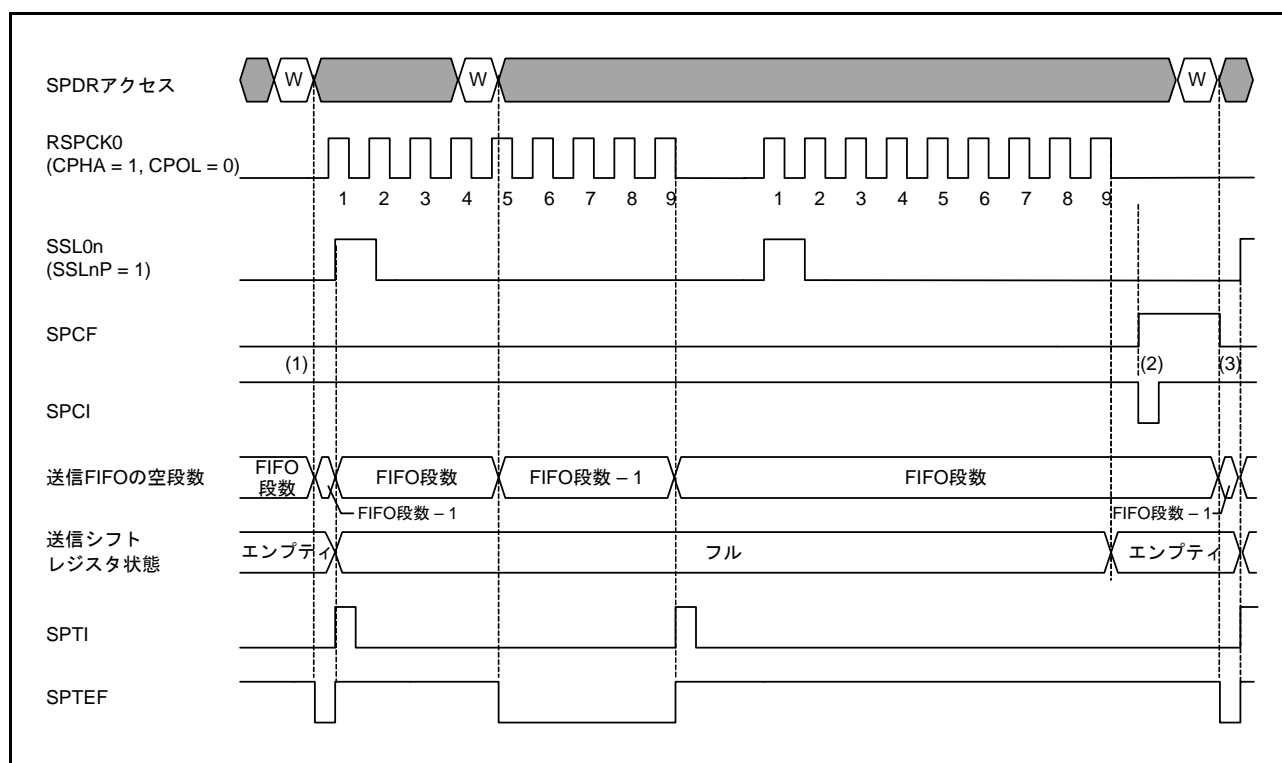 SPDRアクセス
W W W
RSPCK0
(CPHA = 1, CPOL = 0)
1 2 3 4 5 6 7 8 9 1 2 3 4 5 6 7 8 9
SSL0n
(SSLnP = 1)
SPCF
(1) (2) (3)
SPCI
送信FIFOの空段数
FIFO
段数
FIFO段数
FIFO段数 – 1
FIFO段数
FIFO段数 – 1
FIFO段数 – 1
送信シフト
レジスタ状態
エンプティ
フル
エンプティ
SPTI
SPTEF